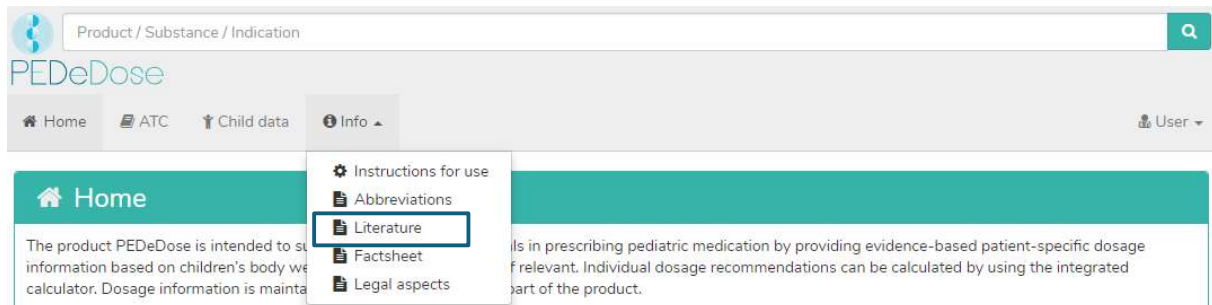 Product / Substance / Indication
PEDeDose
Home ATC Child data Info User
Instructions for use
Home
Abbreviations
Literature
The product PEDeDose is intended to su ls in prescribing pediatric medication by providing evidence-based patient-specific dosage
Factsheet
information based on children's body we f relevant. Individual dosage recommendations can be calculated by using the integrated
Legal aspects
calculator. Dosage information is mainta part of the product.